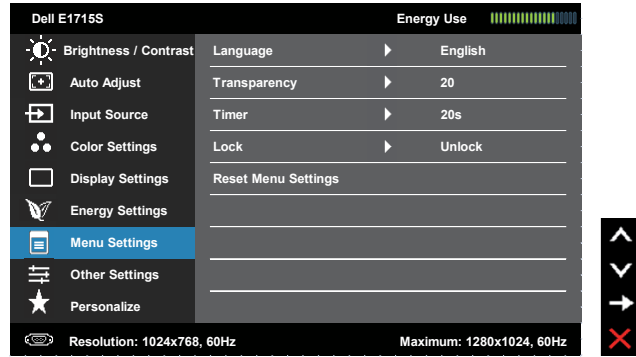 Dell E1715S Energy Use
Brightness / Contrast Language English
Auto Adjust Transparency 20
Input Source Timer 20s
Color Settings Lock Unlock
Display Settings Reset Menu Settings
Energy Settings
Menu Settings
Other Settings
Personalize
Resolution: 1024x768, 60Hz Maximum: 1280x1024, 60Hz